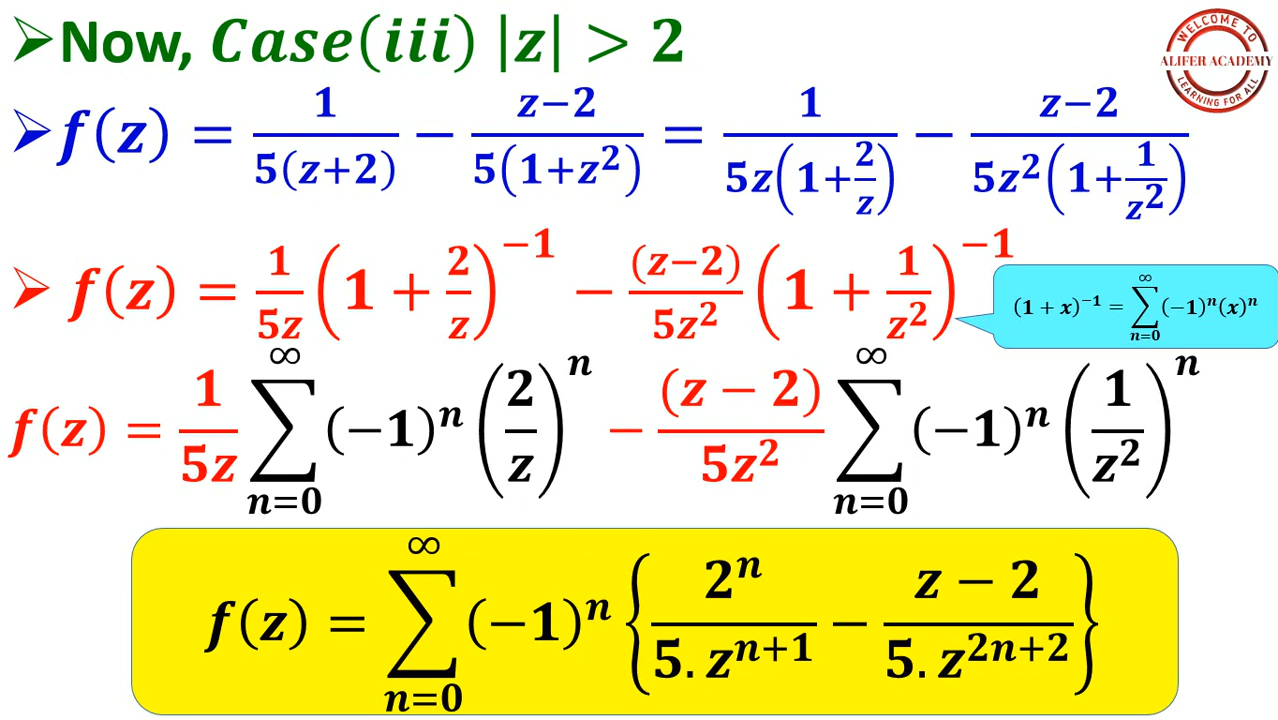 ➢Now, Case(iii) |z| > 2
WELCOME TO
ALIFER ACADEMY
LEARNING FOR ALL
➢f(z) = 1/(5(z+2)) − (z−2)/(5(1+z²)) = 1/(5z(1+2/z)) − (z−2)/(5z²(1+1/z²))
➢ f(z) = 1/(5z) (1 + 2/z)⁻¹ − (z−2)/(5z²) (1 + 1/z²)⁻¹
(1 + x)⁻¹ = ∑_{n=0}^{∞} (−1)ⁿ(x)ⁿ
f(z) = 1/(5z) ∑_{n=0}^{∞} (−1)ⁿ (2/z)ⁿ − (z − 2)/(5z²) ∑_{n=0}^{∞} (−1)ⁿ (1/z²)ⁿ
f(z) = ∑_{n=0}^{∞} (−1)ⁿ {2ⁿ/(5.zⁿ⁺¹) − (z − 2)/(5.z²ⁿ⁺²)}